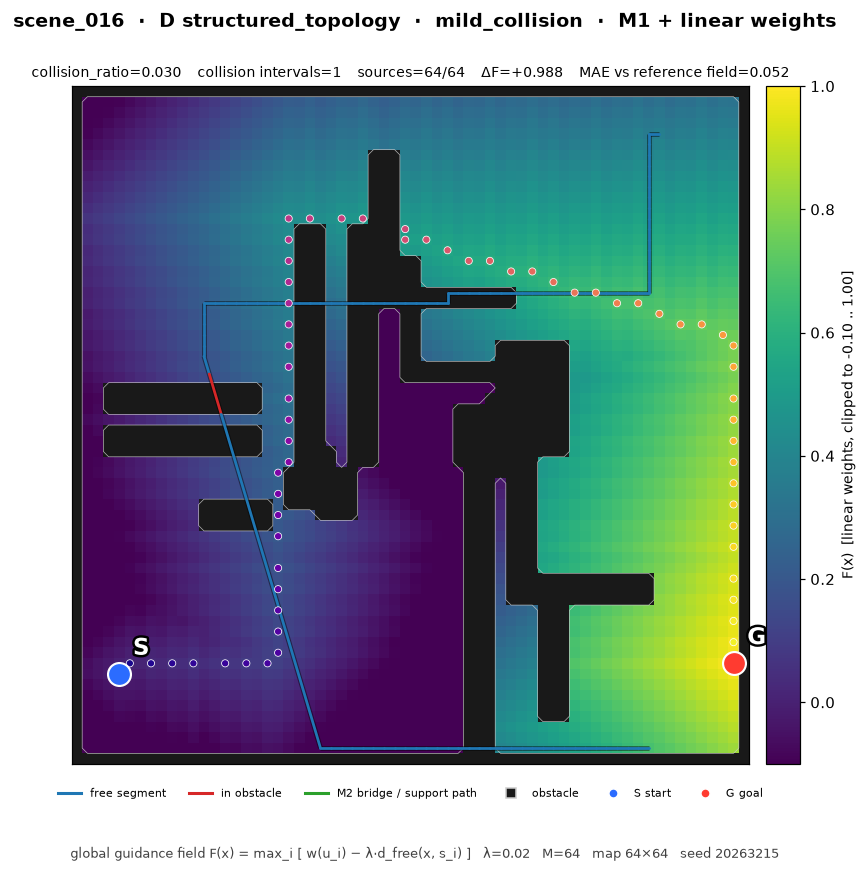 scene_016 · D structured_topology · mild_collision · M1 + linear weights
collision_ratio=0.030 collision intervals=1 sources=64/64 ΔF=+0.988 MAE vs reference field=0.052
S
G
1.0
0.8
0.6
0.4
0.2
0.0
F(x) [linear weights, clipped to -0.10 .. 1.00]
free segment
in obstacle
M2 bridge / support path
obstacle
S start
G goal
global guidance field F(x) = max_i [ w(u_i) − λ·d_free(x, s_i) ] λ=0.02 M=64 map 64×64 seed 20263215